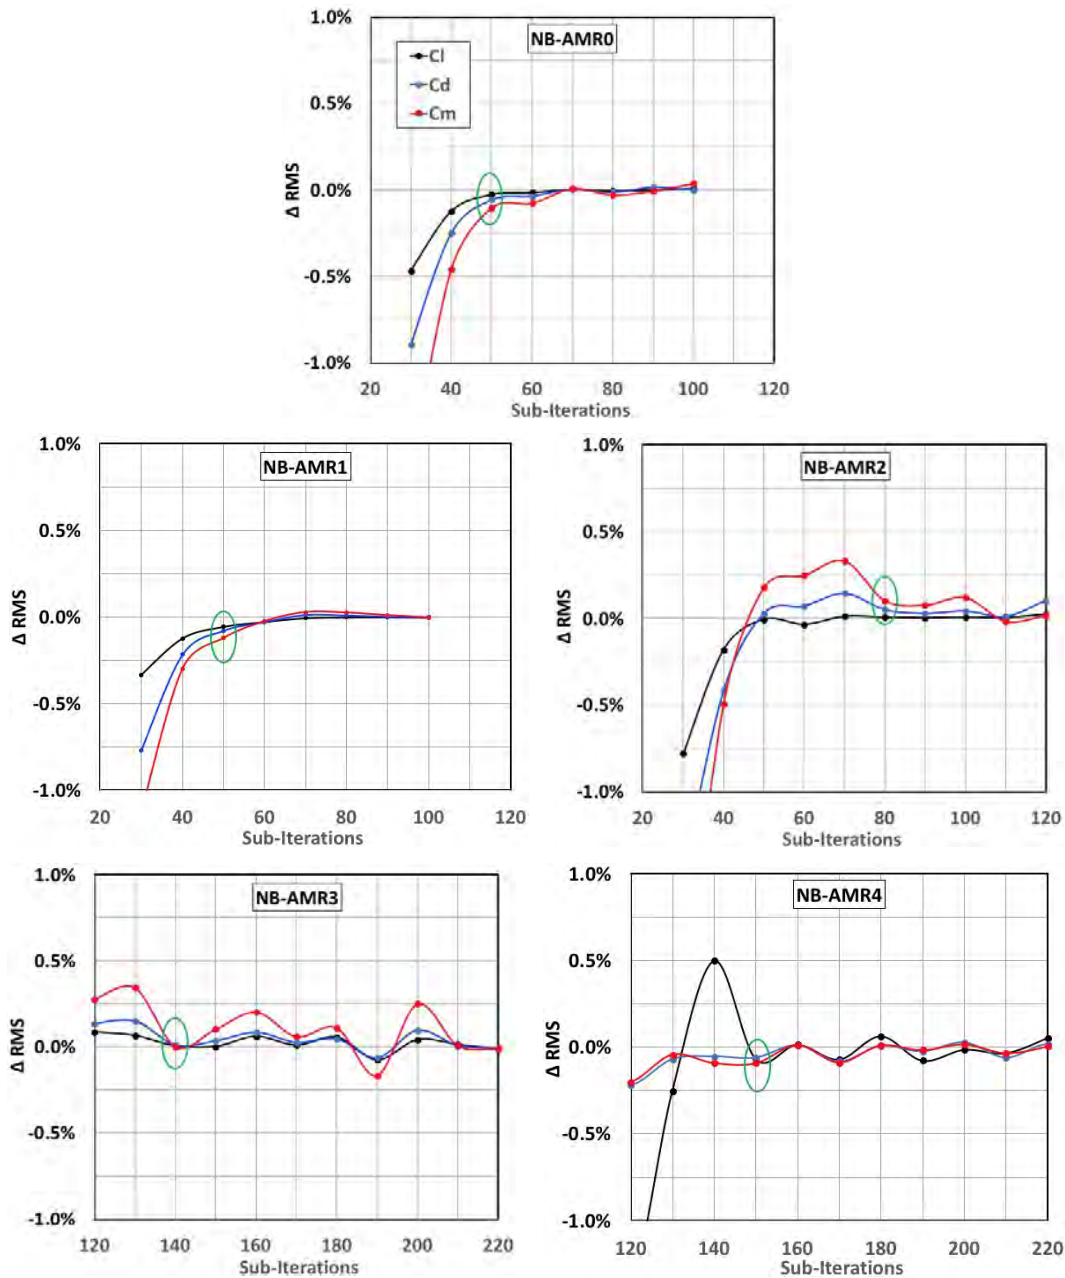 NB-AMR0
Cl
Cd
Cm
1.0%
0.5%
0.0%
-0.5%
-1.0%
Δ RMS
20 40 60 80 100 120
Sub-Iterations
NB-AMR1
1.0%
0.5%
0.0%
-0.5%
-1.0%
Δ RMS
20 40 60 80 100 120
Sub-Iterations
NB-AMR2
1.0%
0.5%
0.0%
-0.5%
-1.0%
Δ RMS
20 40 60 80 100 120
Sub-Iterations
NB-AMR3
1.0%
0.5%
0.0%
-0.5%
-1.0%
Δ RMS
120 140 160 180 200 220
Sub-Iterations
NB-AMR4
1.0%
0.5%
0.0%
-0.5%
-1.0%
Δ RMS
120 140 160 180 200 220
Sub-Iterations